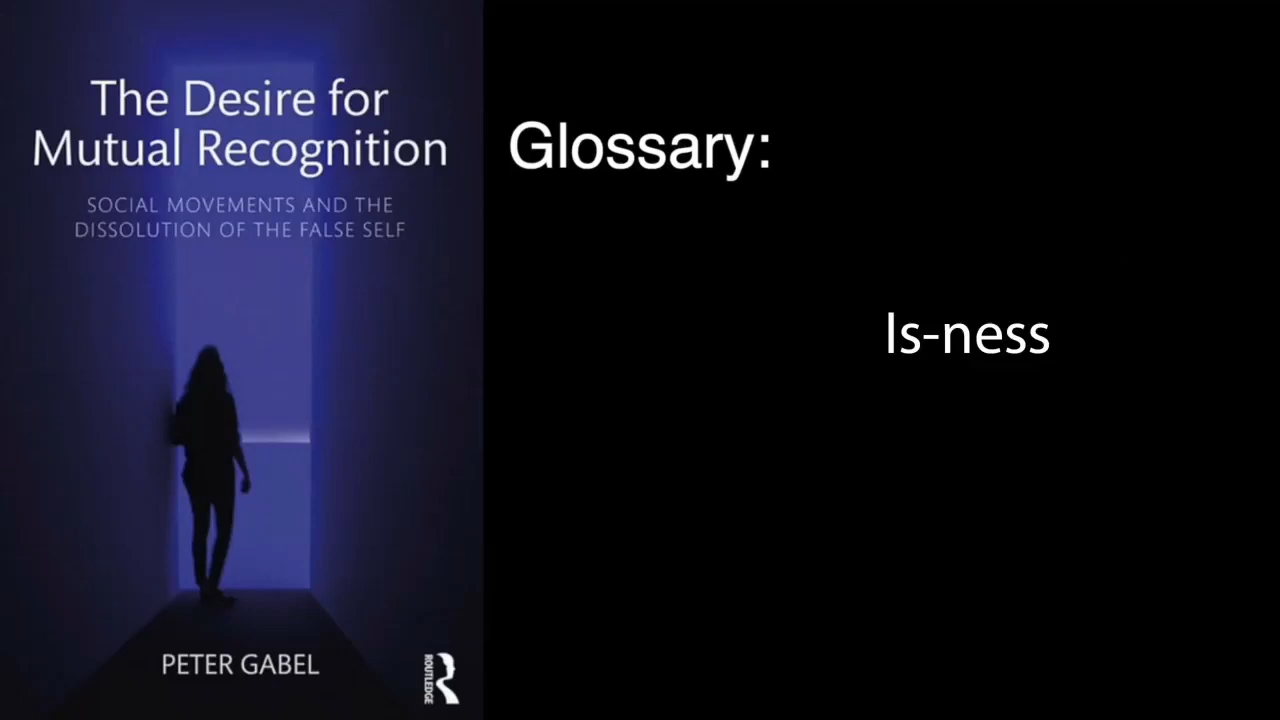 The Desire for
Mutual Recognition
SOCIAL MOVEMENTS AND THE
DISSOLUTION OF THE FALSE SELF
PETER GABEL
ROUTLEDGE
Glossary:
Is-ness